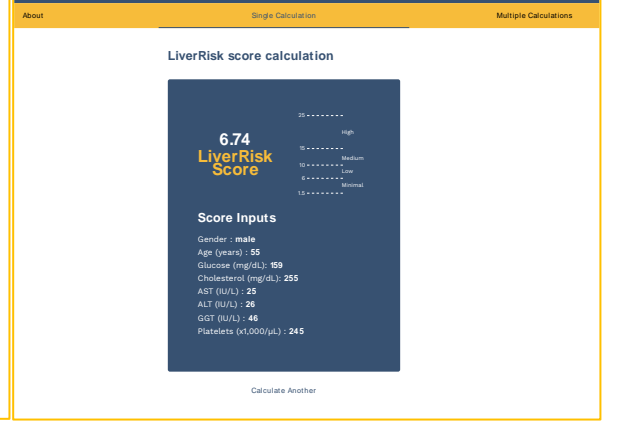 About Single Calculation Multiple Calculations
LiverRisk score calculation
6.74
LiverRisk
Score
25
High
15
Medium
10
Low
6
Minimal
1.5
Score Inputs
Gender : male
Age (years) : 55
Glucose (mg/dL): 159
Cholesterol (mg/dL): 255
AST (IU/L) : 25
ALT (IU/L) : 26
GGT (IU/L) : 46
Platelets (x1,000/µL) : 245
Calculate Another